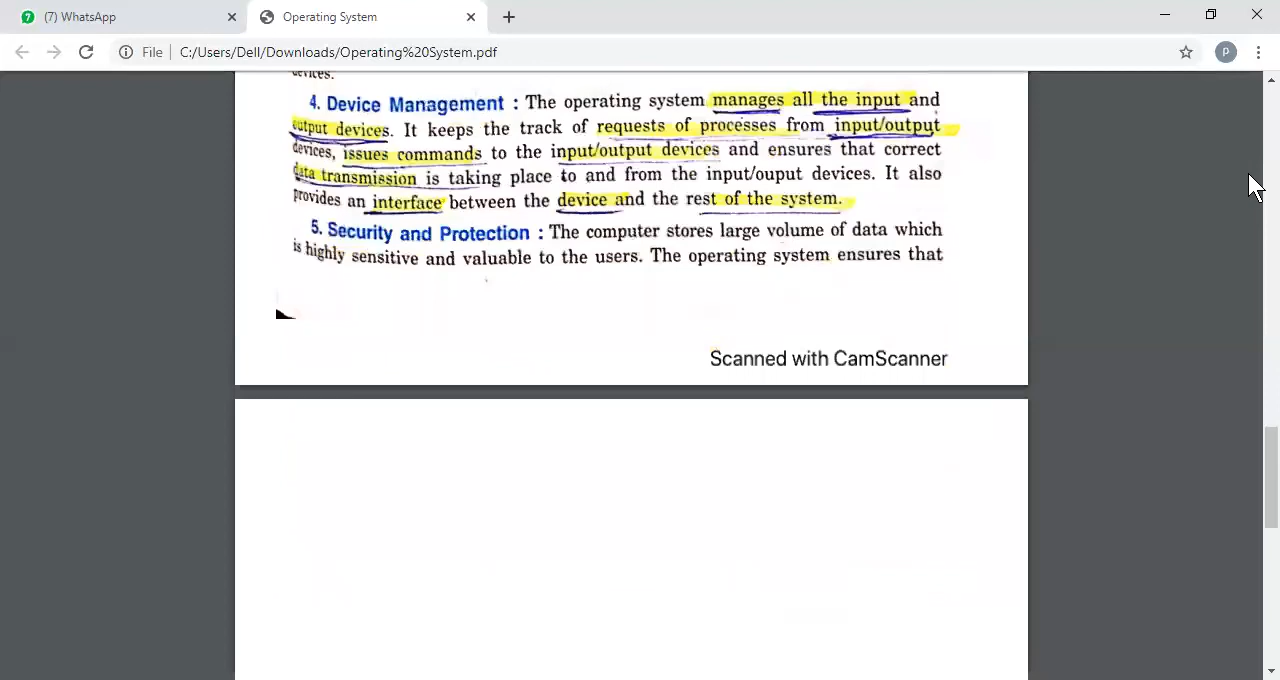 (7) WhatsApp
Operating System
File
C:/Users/Dell/Downloads/Operating%20System.pdf
P
devices.
4. Device Management : The operating system manages all the input and
output devices. It keeps the track of requests of processes from input/output
devices, issues commands to the input/output devices and ensures that correct
data transmission is taking place to and from the input/ouput devices. It also
provides an interface between the device and the rest of the system.
5. Security and Protection : The computer stores large volume of data which
is highly sensitive and valuable to the users. The operating system ensures that
Scanned with CamScanner